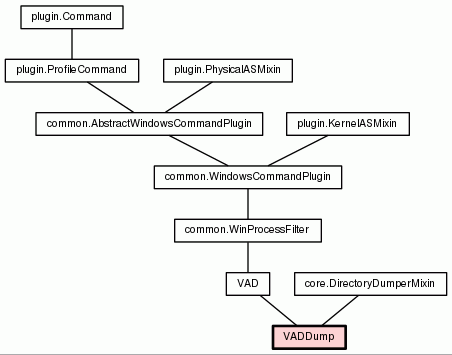 plugin.Command
plugin.ProfileCommand
plugin.PhysicalASMixin
common.AbstractWindowsCommandPlugin
plugin.KernelASMixin
common.WindowsCommandPlugin
common.WinProcessFilter
VAD
core.DirectoryDumperMixin
VADDump